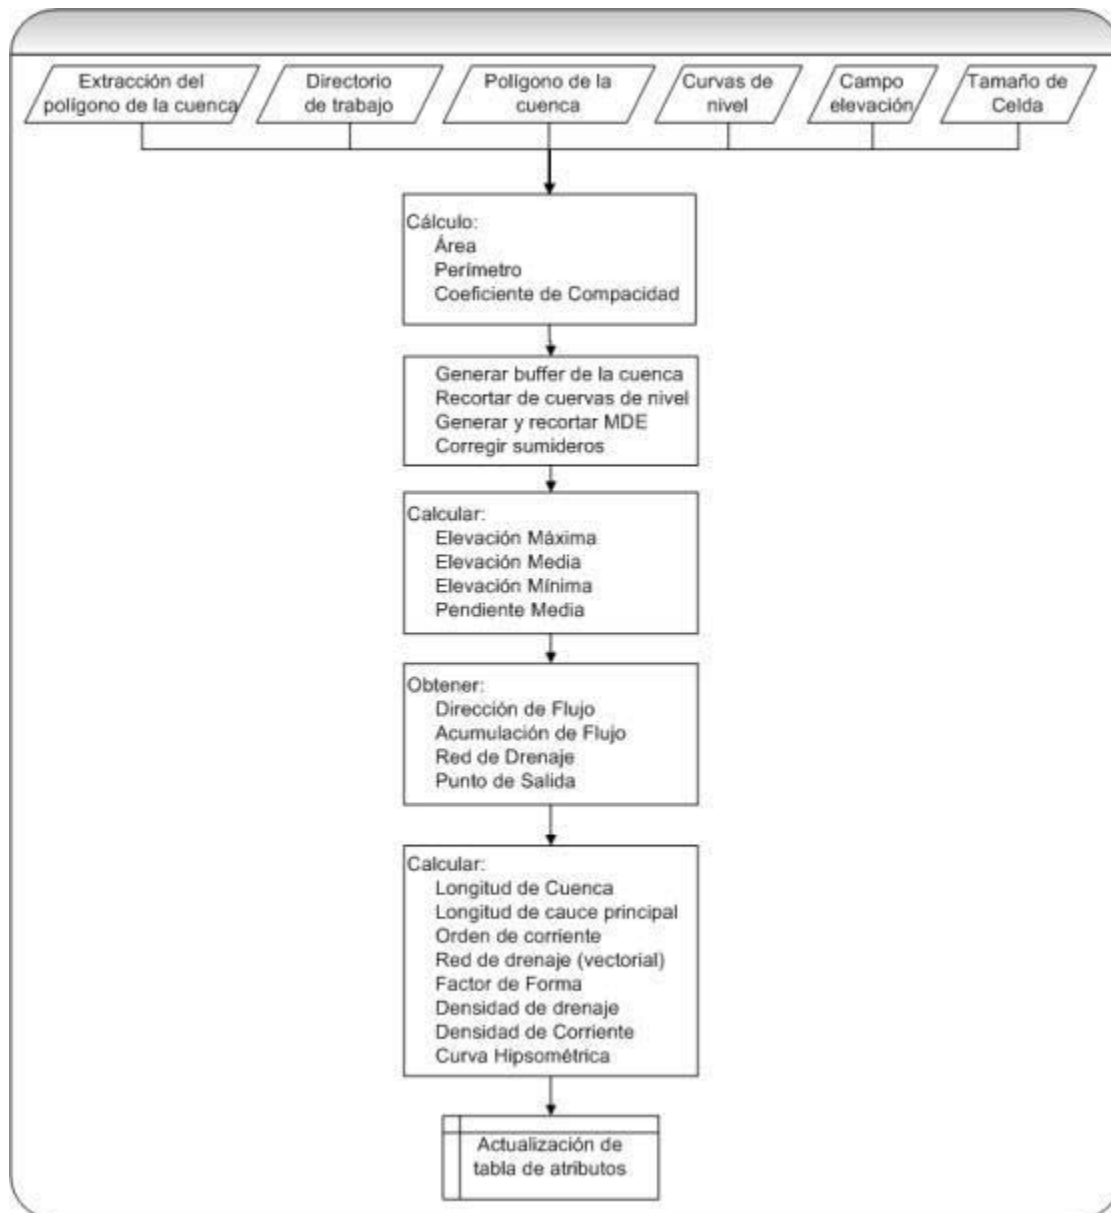 Extracción del
polígono de la cuenca
Directorio
de trabajo
Polígono de la
cuenca
Curvas de
nivel
Campo
elevación
Tamaño de
Celda
Cálculo:
Área
Perímetro
Coeficiente de Compacidad
Generar buffer de la cuenca
Recortar de cuervas de nivel
Generar y recortar MDE
Corregir sumideros
Calcular:
Elevación Máxima
Elevación Media
Elevación Mínima
Pendiente Media
Obtener:
Dirección de Flujo
Acumulación de Flujo
Red de Drenaje
Punto de Salida
Calcular:
Longitud de Cuenca
Longitud de cauce principal
Orden de corriente
Red de drenaje (vectorial)
Factor de Forma
Densidad de drenaje
Densidad de Corriente
Curva Hipsométrica
Actualización de
tabla de atributos